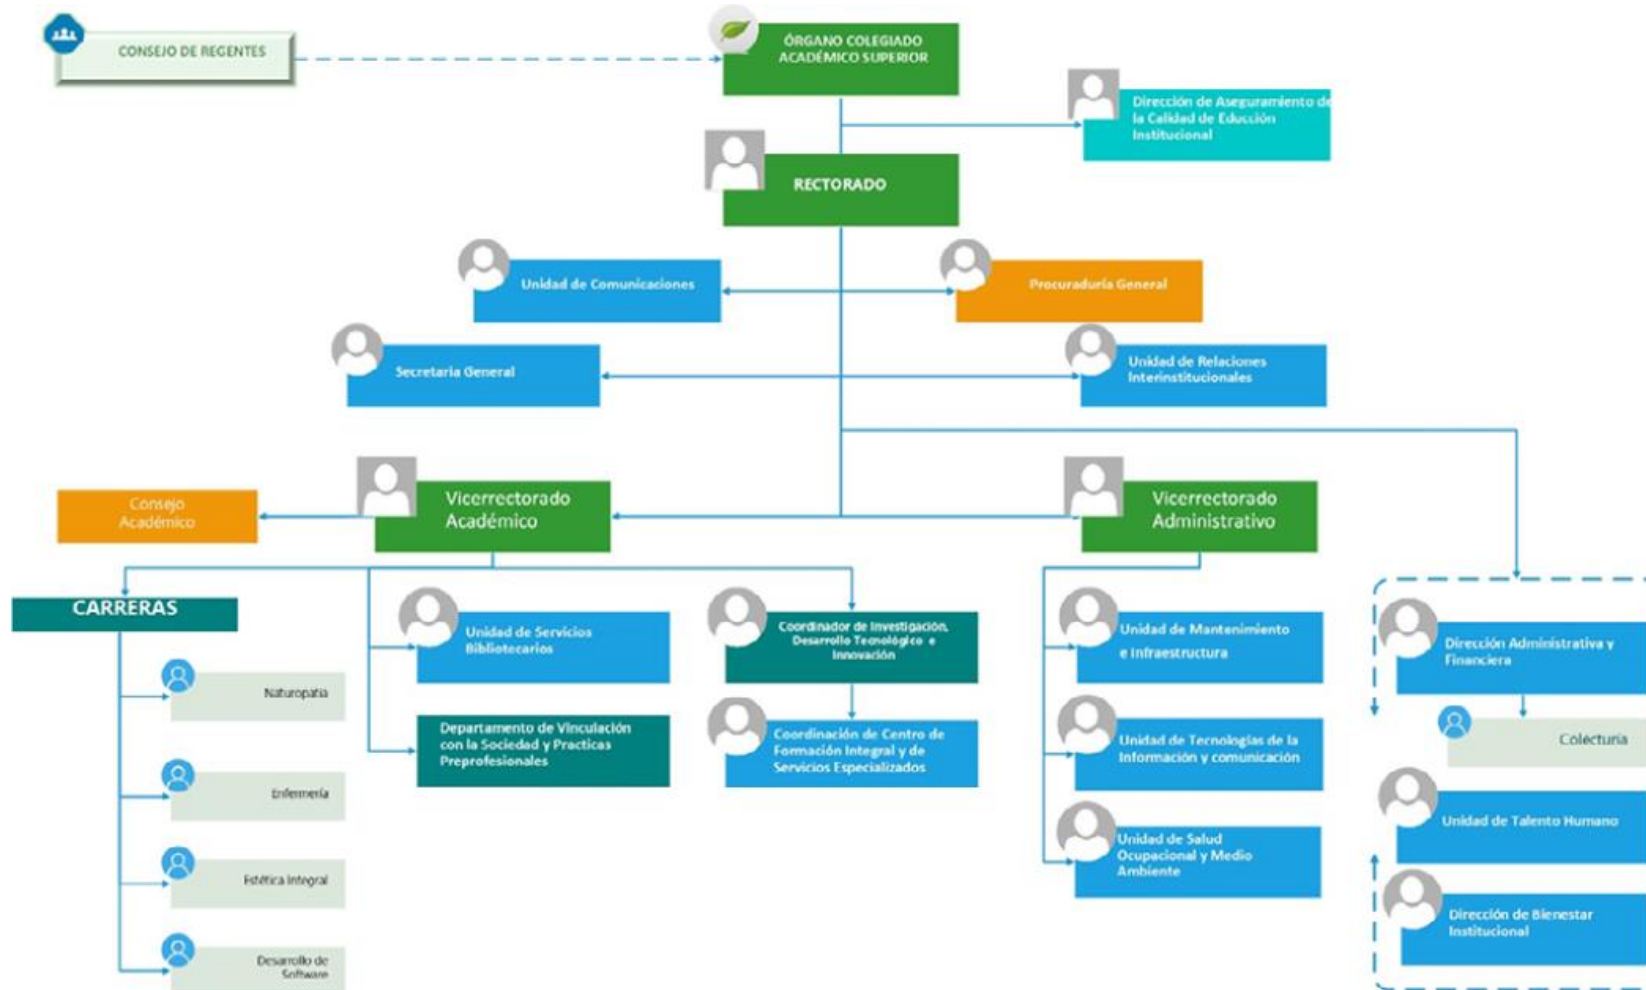 CONSEJO DE REGENTES
ÓRGANO COLEGIADO
ACADÉMICO SUPERIOR
Dirección de Aseguramiento de
la Calidad de Educción
Institucional
RECTORADO
Unidad de Comunicaciones
Procuraduría General
Secretaria General
Unidad de Relaciones
Interinstitucionales
Consejo
Académico
Vicerrectorado
Académico
Vicerrectorado
Administrativo
CARRERAS
Naturopatía
Enfermería
Estética Integral
Desarrollo de
Software
Unidad de Servicios
Bibliotecarios
Departamento de Vinculación
con la Sociedad y Practicas
Preprofesionales
Coordinador de Investigación,
Desarrollo Tecnológico e
Innovación
Coordinación de Centro de
Formación Integral y de
Servicios Especializados
Unidad de Mantenimiento
e Infraestructura
Unidad de Tecnologías de la
Información y comunicación
Unidad de Salud
Ocupacional y Medio
Ambiente
Dirección Administrativa y
Financiera
Colecturía
Unidad de Talento Humano
Dirección de Bienestar
Institucional